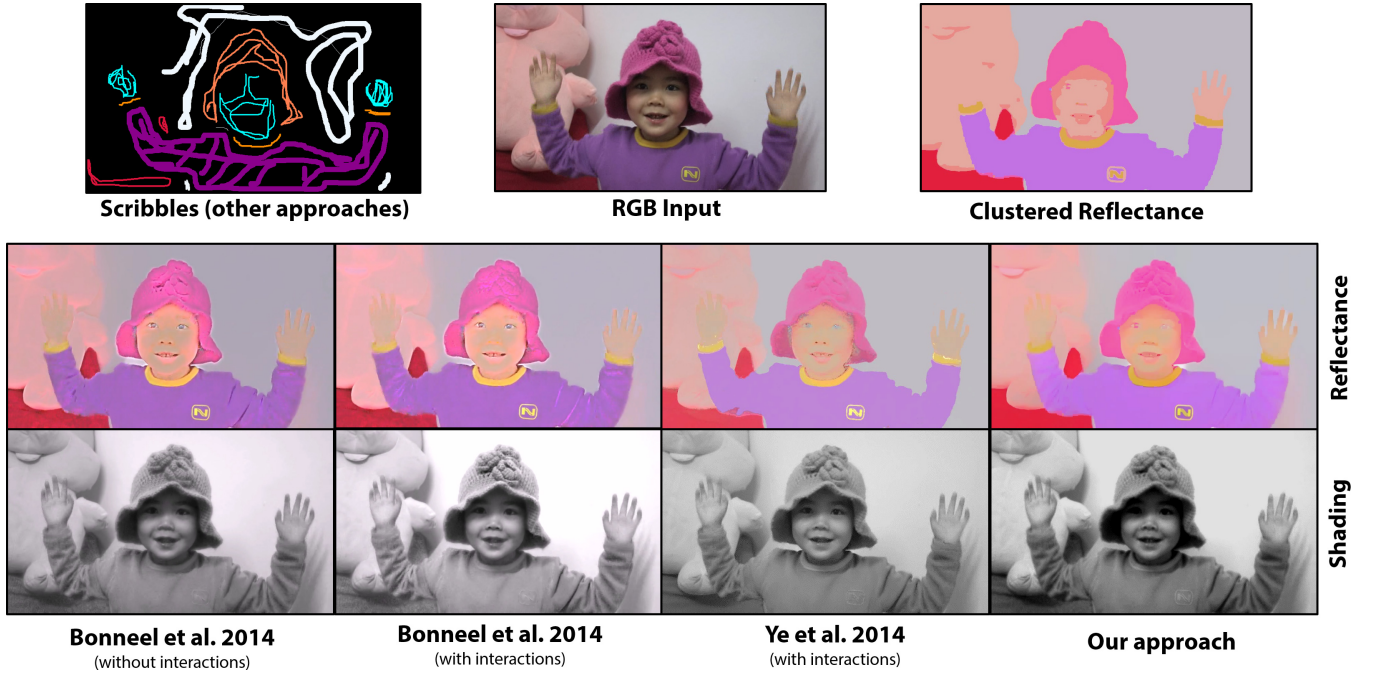 Scribbles (other approaches)
RGB Input
Clustered Reflectance
Reflectance
Shading
Bonneel et al. 2014
(without interactions)
Bonneel et al. 2014
(with interactions)
Ye et al. 2014
(with interactions)
Our approach